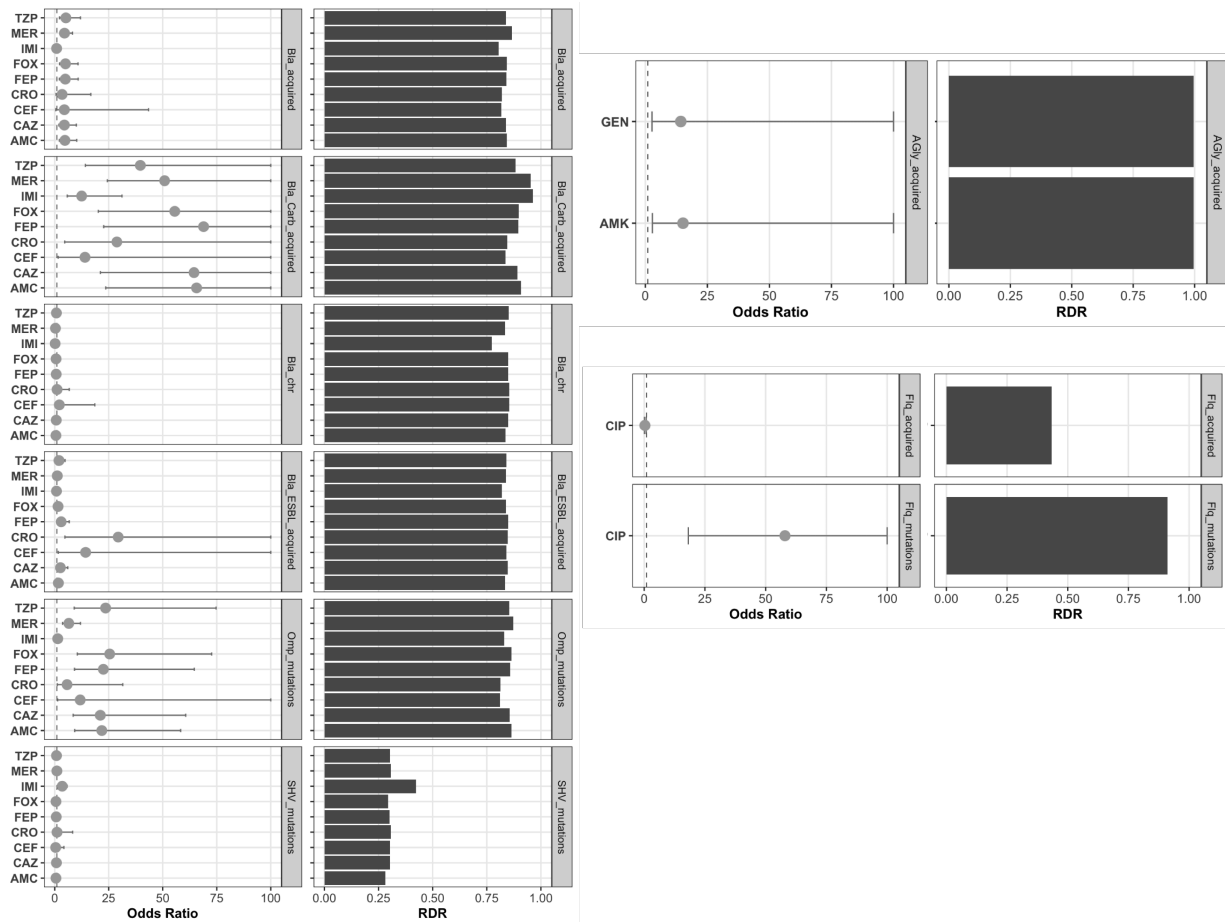 TZP
MER
IMI
FOX
FEP
CRO
CEF
CAZ
AMC
Bla_acquired
Bla_acquired
TZP
MER
IMI
FOX
FEP
CRO
CEF
CAZ
AMC
Bla_Carb_acquired
Bla_Carb_acquired
TZP
MER
IMI
FOX
FEP
CRO
CEF
CAZ
AMC
Bla_chr
Bla_chr
TZP
MER
IMI
FOX
FEP
CRO
CEF
CAZ
AMC
Bla_ESBL_acquired
Bla_ESBL_acquired
TZP
MER
IMI
FOX
FEP
CRO
CEF
CAZ
AMC
Omp_mutations
Omp_mutations
TZP
MER
IMI
FOX
FEP
CRO
CEF
CAZ
AMC
SHV_mutations
SHV_mutations
0 25 50 75 100
Odds Ratio
0.00 0.25 0.50 0.75 1.00
RDR
GEN
AMK
AGly_acquired
AGly_acquired
0 25 50 75 100
Odds Ratio
0.00 0.25 0.50 0.75 1.00
RDR
CIP
Flq_acquired
Flq_acquired
CIP
Flq_mutations
Flq_mutations
0 25 50 75 100
Odds Ratio
0.00 0.25 0.50 0.75 1.00
RDR